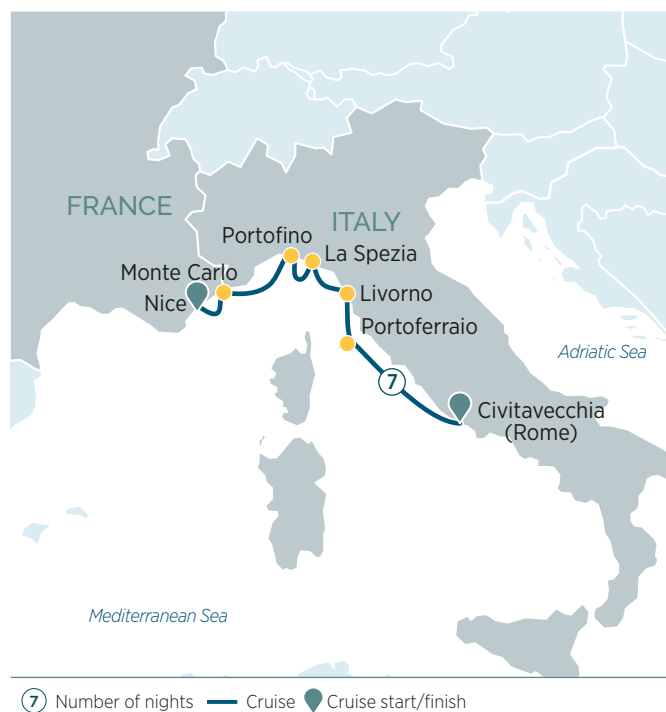 FRANCE
ITALY
Portofino
La Spezia
Monte Carlo
Nice
Livorno
Portoferraio
Adriatic Sea
7
Civitavecchia
(Rome)
Mediterranean Sea
7 Number of nights Cruise Cruise start/finish